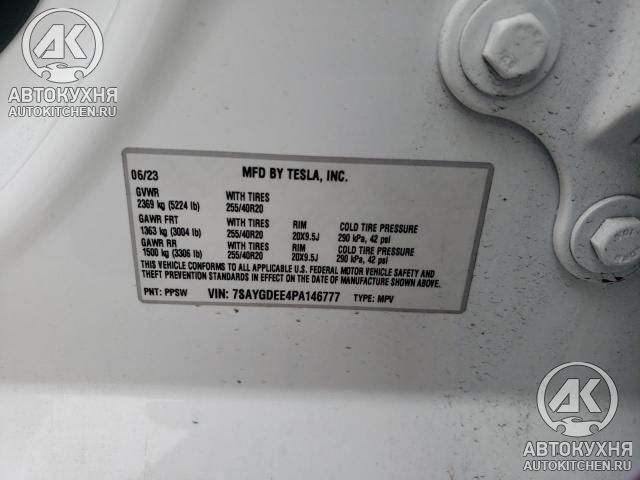 AK
АВТОКУХНЯ
AUTOKITCHEN.RU
06/23 MFD BY TESLA, INC.
GVWR WITH TIRES
2369 kg (5224 lb) 255/40R20
GAWR FRT WITH TIRES RIM COLD TIRE PRESSURE
1363 kg (3004 lb) 255/40R20 20X9.5J 290 kPa, 42 psi
GAWR RR WITH TIRES RIM COLD TIRE PRESSURE
1500 kg (3306 lb) 255/40R20 20X9.5J 290 kPa, 42 psi
THIS VEHICLE CONFORMS TO ALL APPLICABLE U.S. FEDERAL MOTOR VEHICLE SAFETY AND
THEFT PREVENTION STANDARDS IN EFFECT ON THE DATE OF MANUFACTURE SHOWN ABOVE.
PNT: PPSW VIN: 7SAYGDEE4PA146777 TYPE: MPV
AK
АВТОКУХНЯ
AUTOKITCHEN.RU